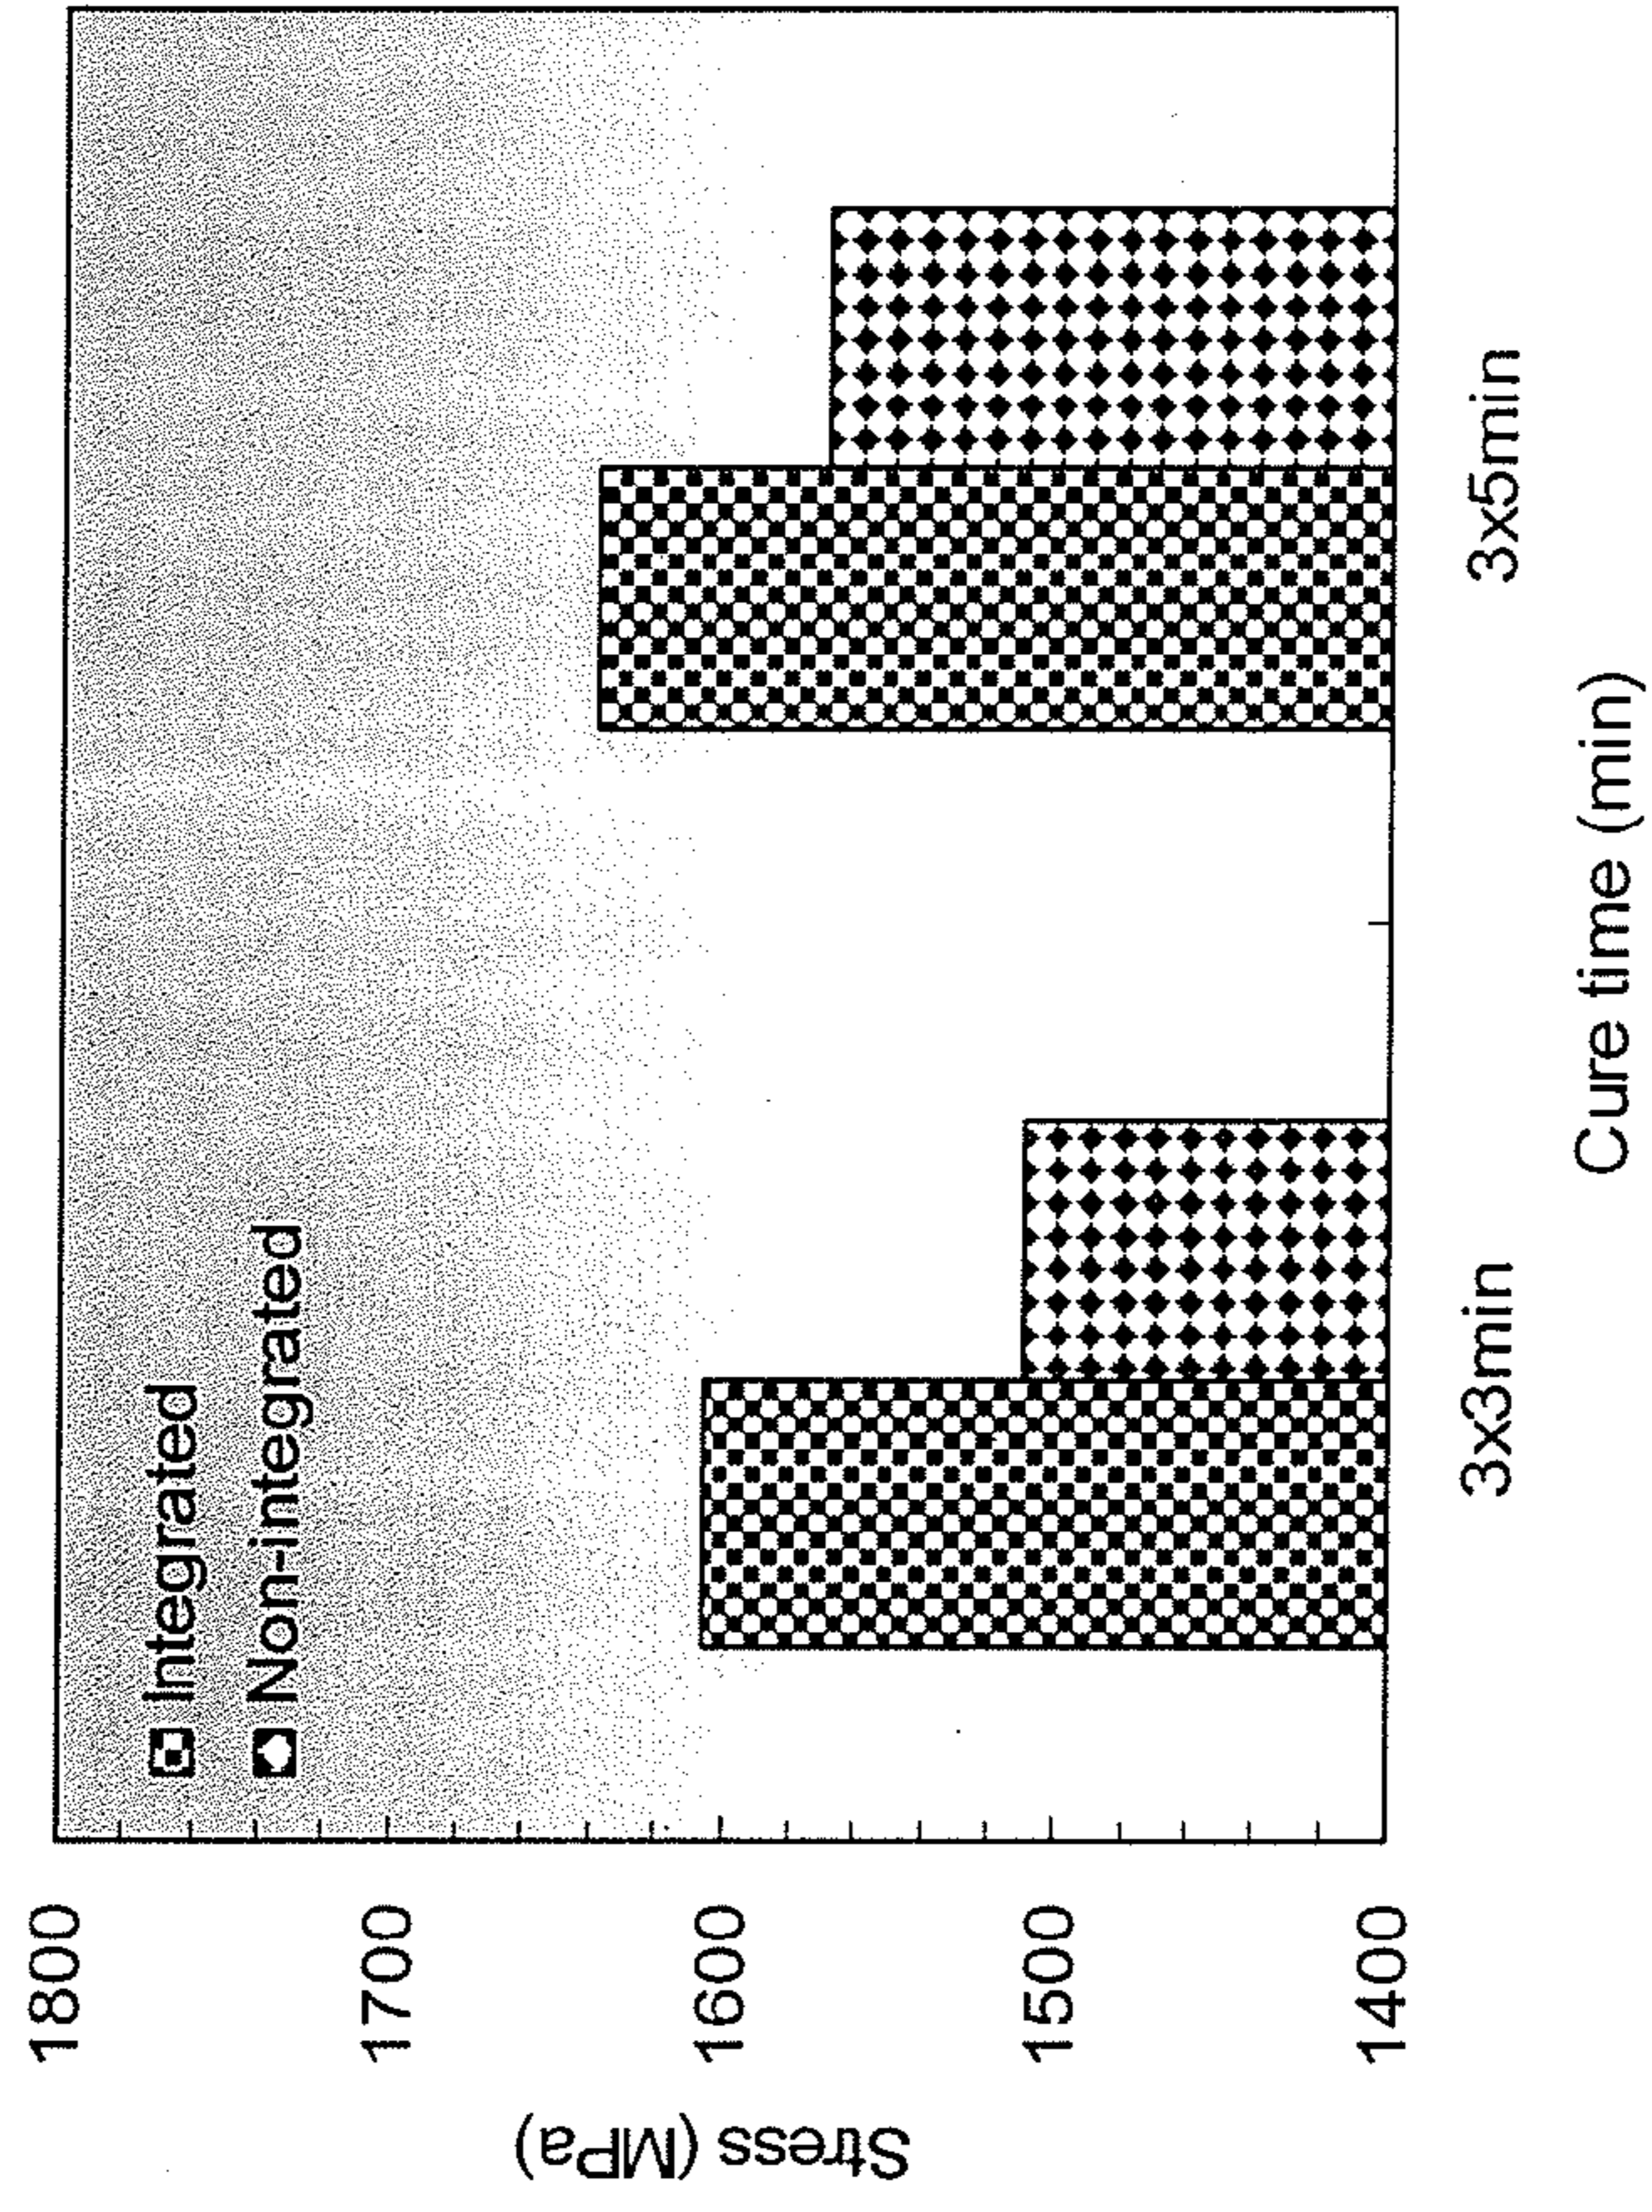 Stress (MPa)
1800
1700
1600
1500
1400
Integrated
Non-integrated
3x3min
3x5min
Cure time (min)